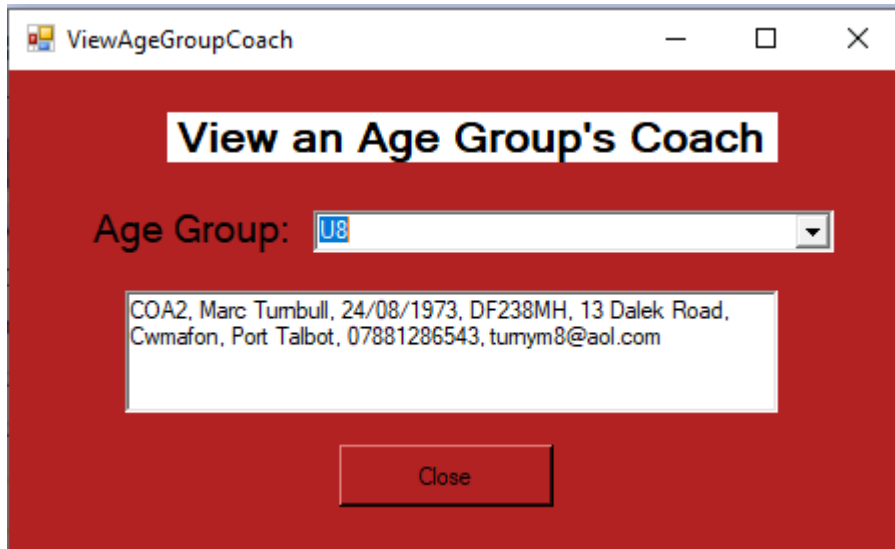 ViewAgeGroupCoach
View an Age Group's Coach
Age Group: U8
COA2, Marc Turnbull, 24/08/1973, DF238MH, 13 Dalek Road,
Cwmafon, Port Talbot, 07881286543, turnym8@aol.com
Close